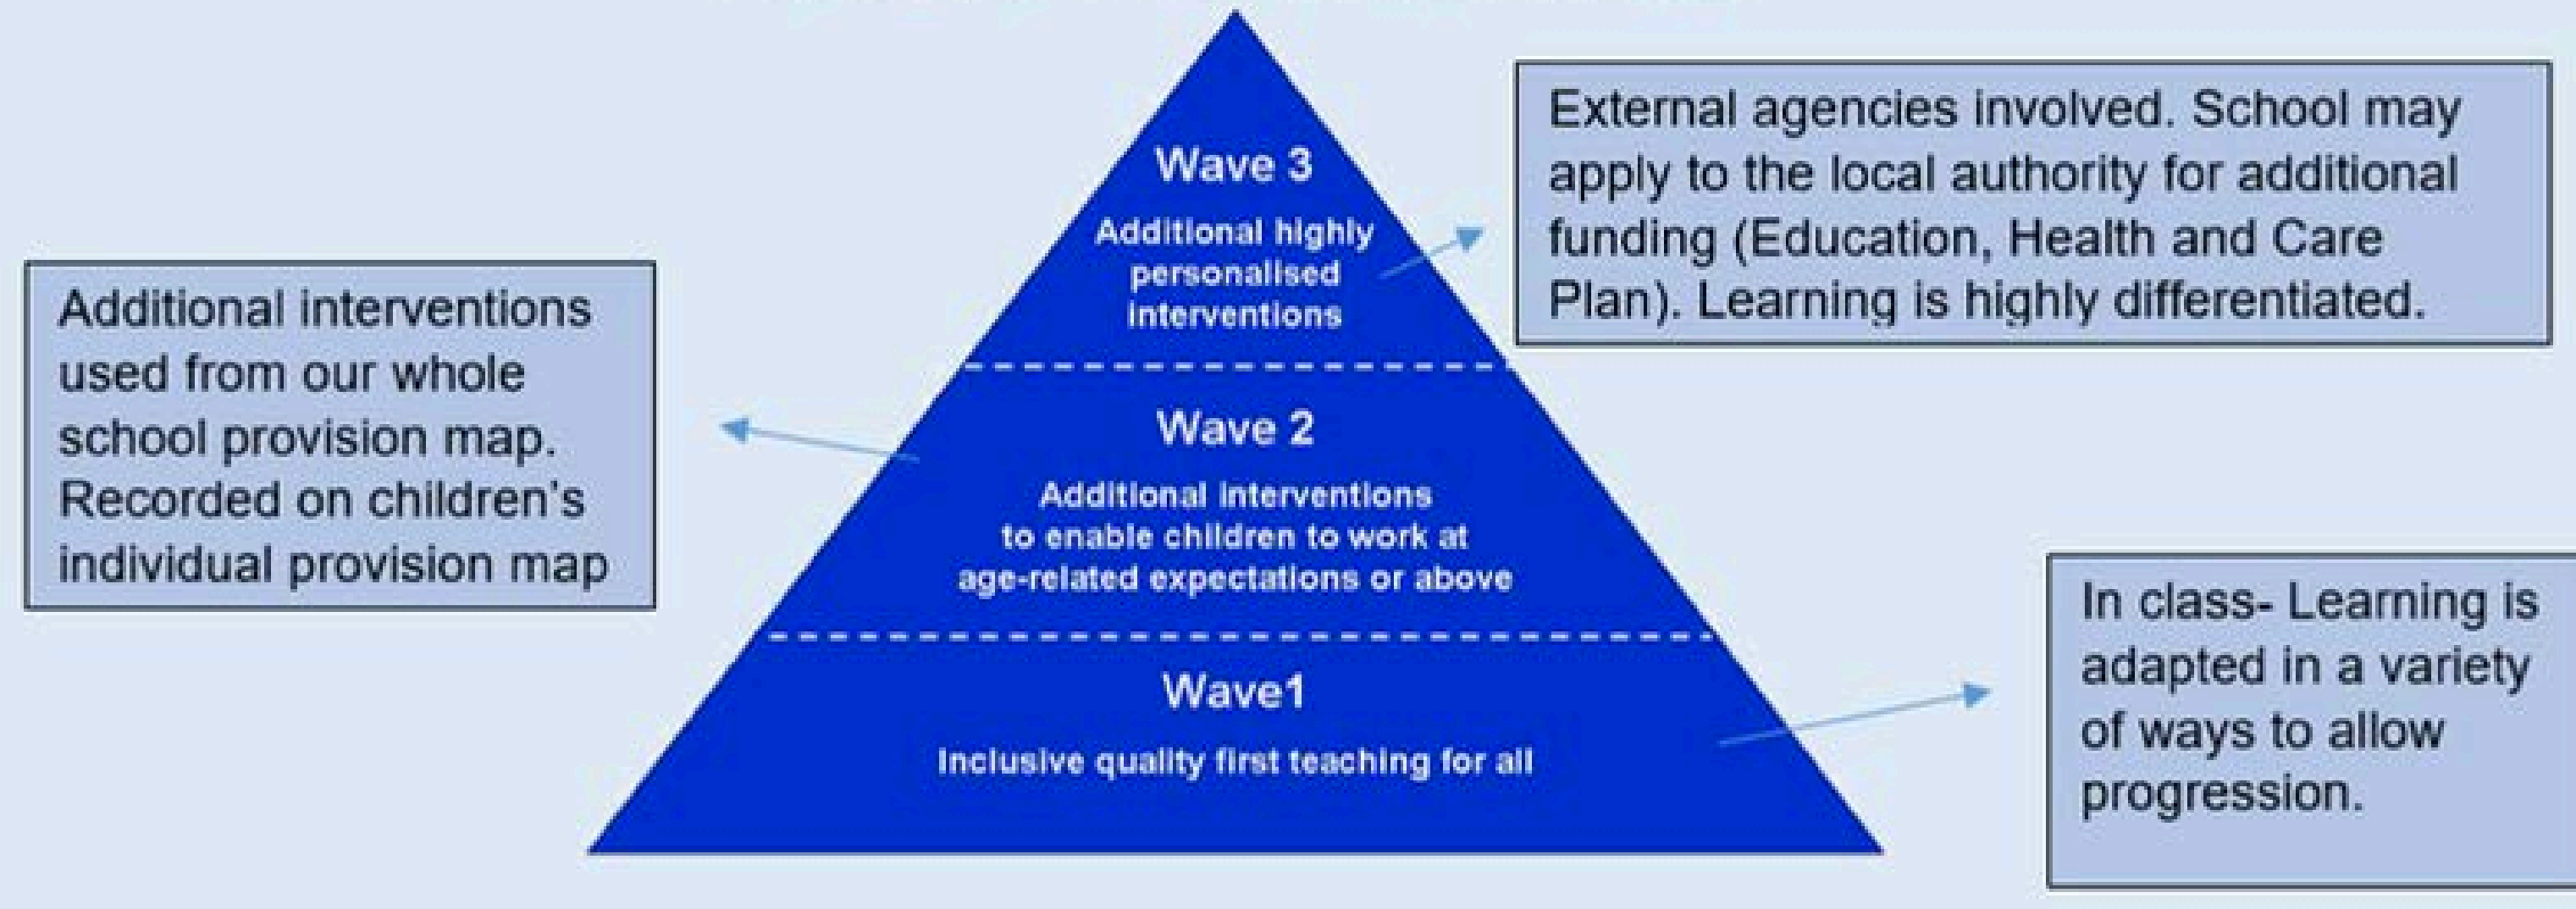 Wave 3
Additional highly
personalised
interventions
External agencies involved. School may
apply to the local authority for additional
funding (Education, Health and Care
Plan). Learning is highly differentiated.
Additional interventions
used from our whole
school provision map.
Recorded on children's
individual provision map
Wave 2
Additional interventions
to enable children to work at
age-related expectations or above
Wave1
Inclusive quality first teaching for all
In class- Learning is
adapted in a variety
of ways to allow
progression.